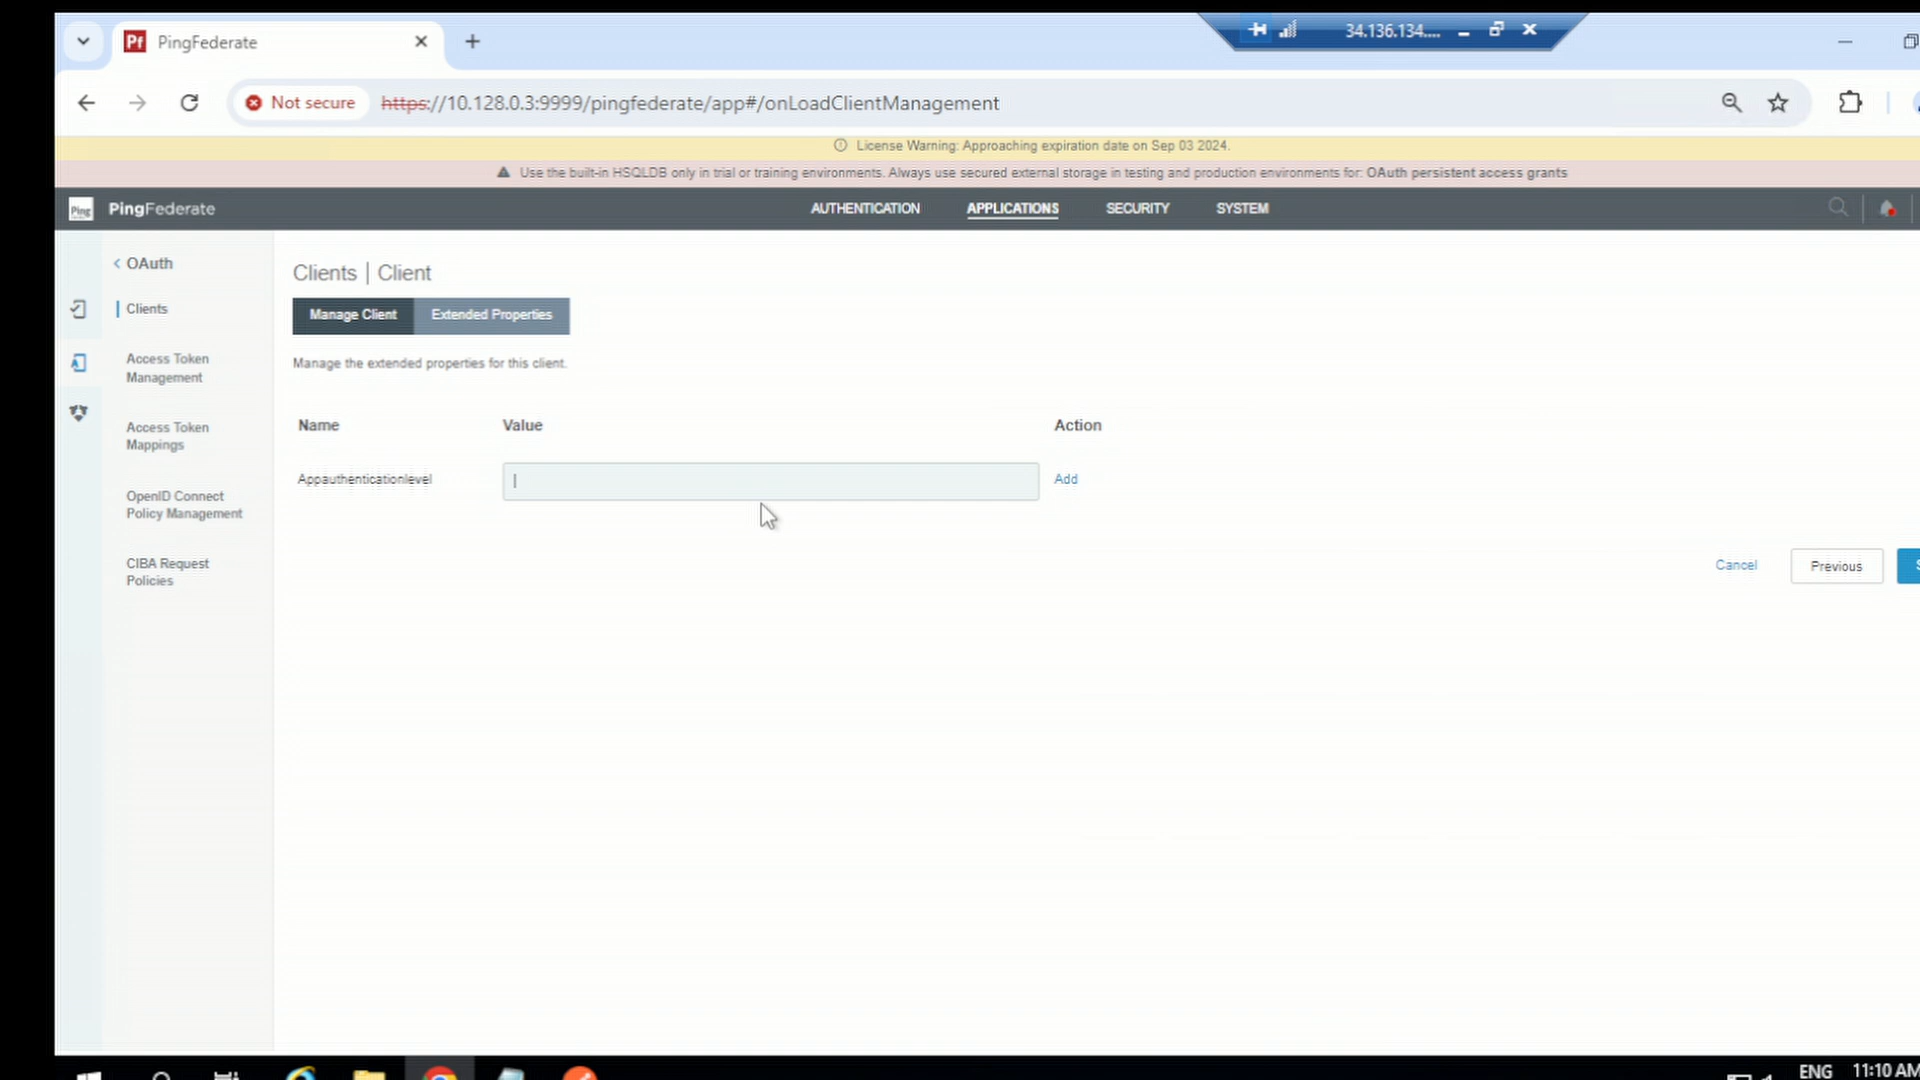 PingFederate
34.136.134....
Not secure
https://10.128.0.3:9999/pingfederate/app#/onLoadClientManagement
License Warning: Approaching expiration date on Sep 03 2024.
Use the built-in HSQLDB only in trial or training environments. Always use secured external storage in testing and production environments for: OAuth persistent access grants
Ping
PingFederate
AUTHENTICATION
APPLICATIONS
SECURITY
SYSTEM
OAuth
Clients
Access Token
Management
Access Token
Mappings
OpenID Connect
Policy Management
CIBA Request
Policies
Clients | Client
Manage Client
Extended Properties
Manage the extended properties for this client.
Name
Value
Action
Appauthenticationlevel
Add
Cancel
Previous
ENG
11:10 AM